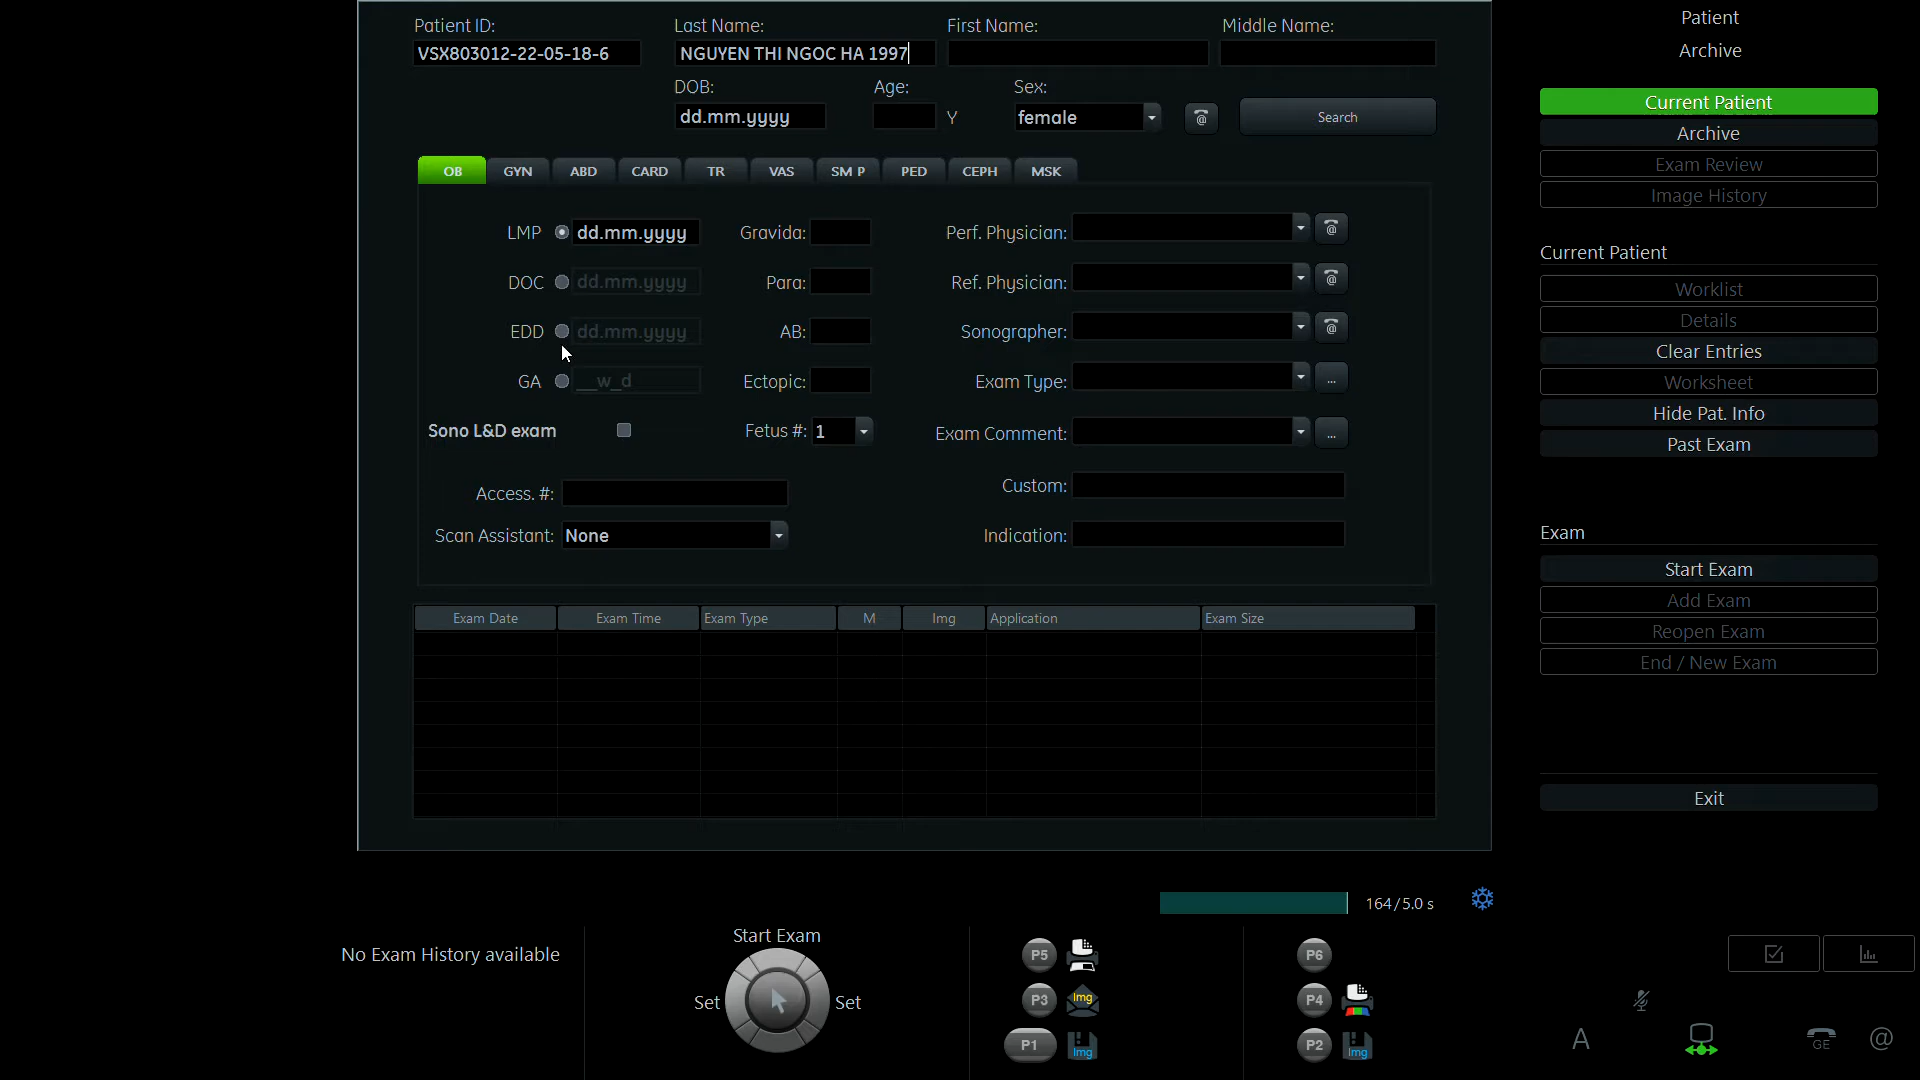 Patient ID: Last Name: First Name: Middle Name:
VSX803012-22-05-18-6 NGUYEN THI NGOC HA 1997
DOB: Age: Sex:
dd.mm.yyyy Y female @ Search
OB GYN ABD CARD TR VAS SM P PED CEPH MSK
LMP dd.mm.yyyy Gravida: Perf. Physician: @
DOC dd.mm.yyyy Para: Ref. Physician: @
EDD dd.mm.yyyy AB: Sonographer: @
GA __w_d Ectopic: Exam Type: ...
Sono L&D exam Fetus #: 1 Exam Comment: ...
Access. #: Custom:
Scan Assistant: None Indication:
Exam Date Exam Time Exam Type M Img Application Exam Size
164/5.0 s
No Exam History available
Start Exam
Set Set
P5 P6
P3 Img P4
P1 Img P2 Img
Patient
Archive
Current Patient
Archive
Exam Review
Image History
Current Patient
Worklist
Details
Clear Entries
Worksheet
Hide Pat. Info
Past Exam
Exam
Start Exam
Add Exam
Reopen Exam
End / New Exam
Exit
A GE @